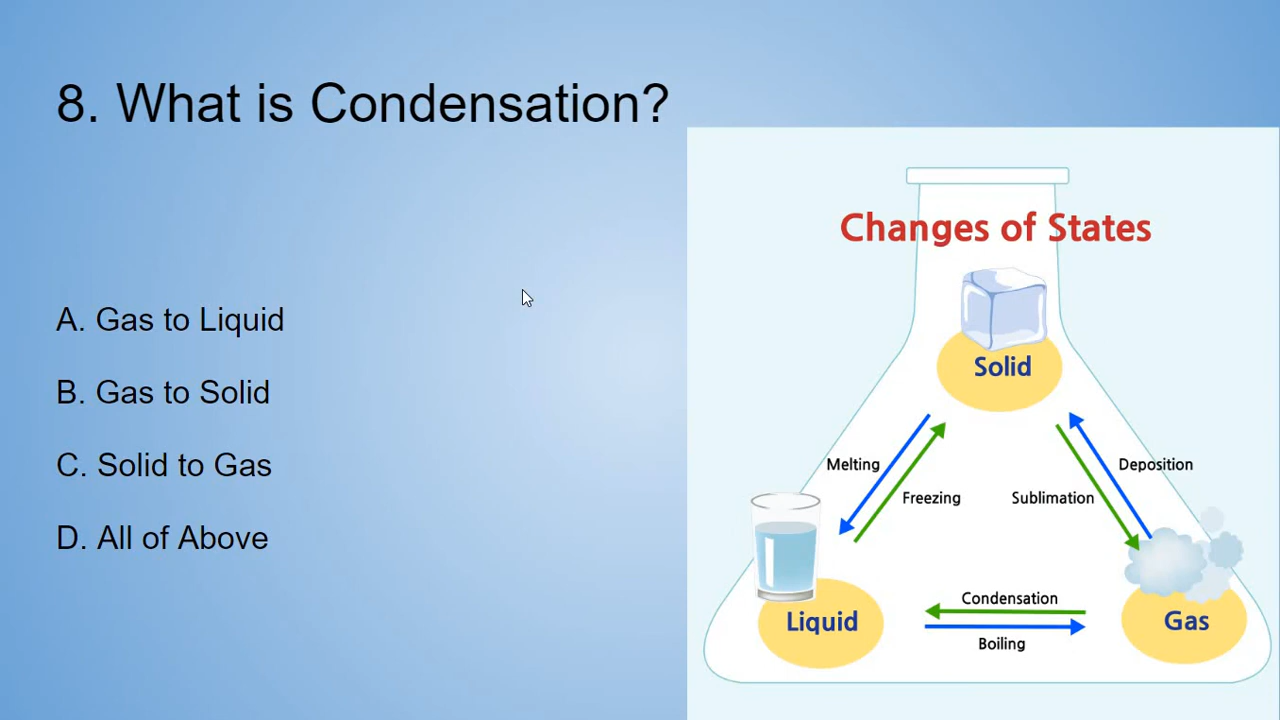 8. What is Condensation?
A. Gas to Liquid
B. Gas to Solid
C. Solid to Gas
D. All of Above
Changes of States
Solid
Melting
Freezing
Sublimation
Deposition
Liquid
Condensation
Boiling
Gas